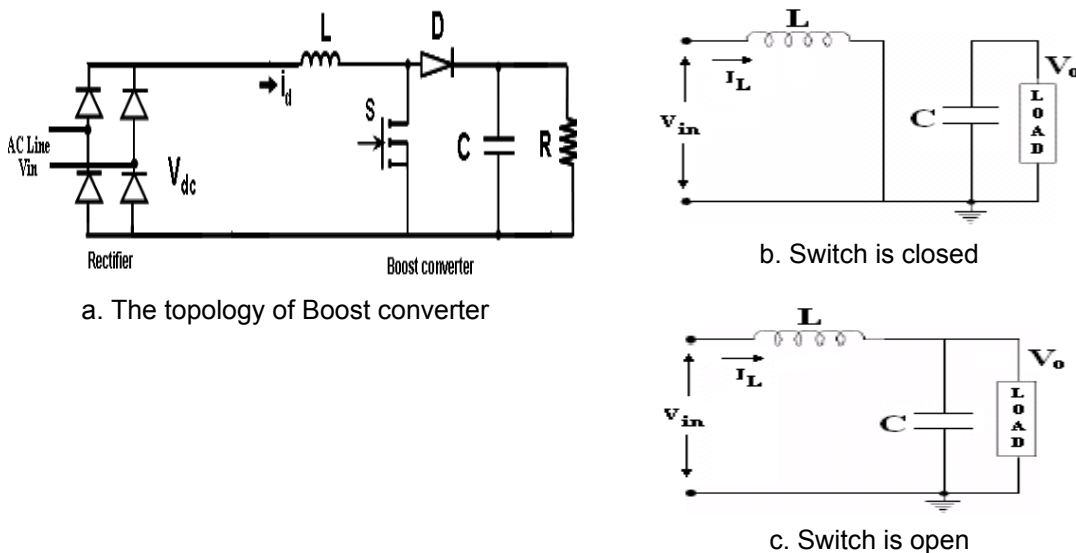 L
D
i_d
S
AC Line
Vin
V_dc
C
R
Rectifier
Boost converter
a. The topology of Boost converter
L
I_L
V_in
C
V_o
LOAD
b. Switch is closed
L
I_L
V_in
C
V_o
LOAD
c. Switch is open